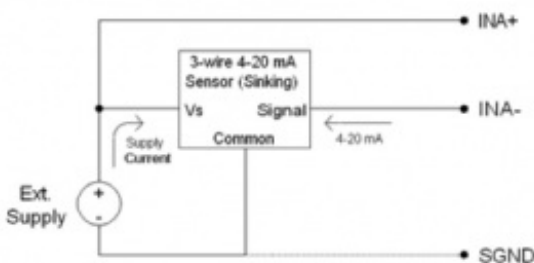 INA+
3-wire 4-20 mA
Sensor (Sinking)
Vs Signal
INA-
Common
Supply
Current
4-20 mA
+
Ext.
Supply
-
SGND